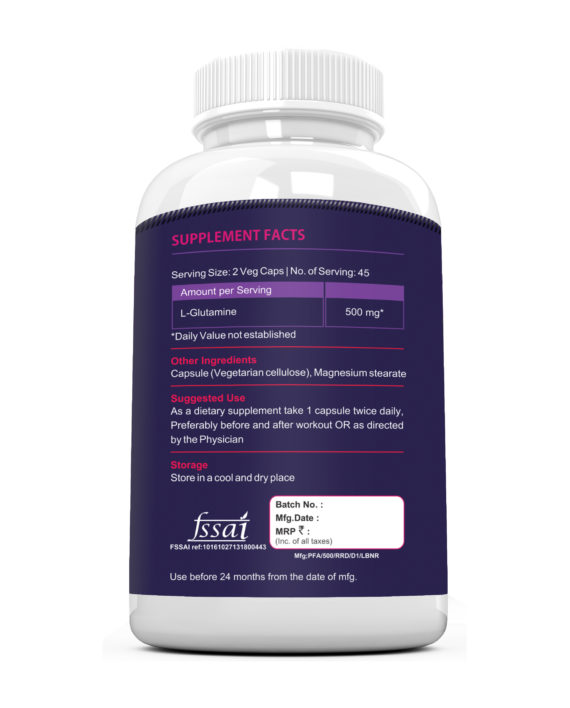 SUPPLEMENT FACTS
Serving Size: 2 Veg Caps | No. of Serving: 45
Amount per Serving
L-Glutamine 500 mg*
*Daily Value not established
Other Ingredients
Capsule (Vegetarian cellulose), Magnesium stearate
Suggested Use
As a dietary supplement take 1 capsule twice daily,
Preferably before and after workout OR as directed
by the Physician
Storage
Store in a cool and dry place
fssai
FSSAI ref:10161027131800443
Batch No. :
Mfg.Date :
MRP ₹ :
(Inc. of all taxes)
Mfg:PFA/500/RRD/D1/LBNR
Use before 24 months from the date of mfg.